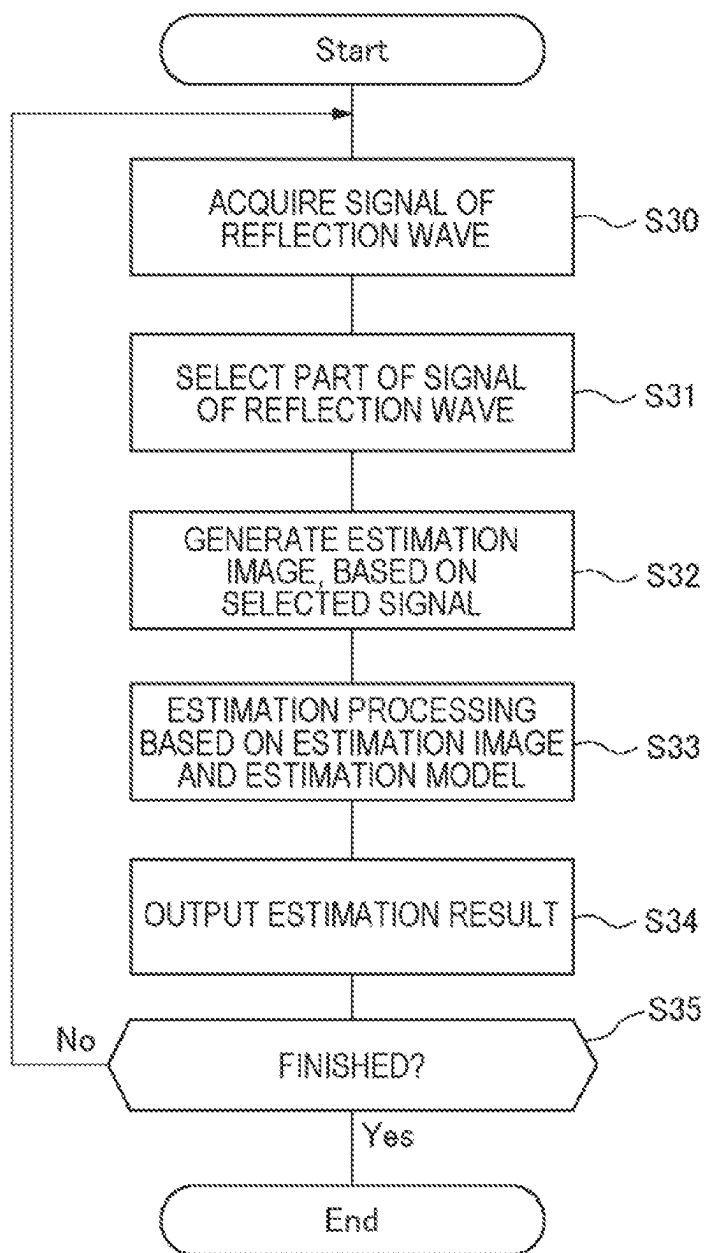 Start
ACQUIRE SIGNAL OF
REFLECTION WAVE
S30
SELECT PART OF SIGNAL
OF REFLECTION WAVE
S31
GENERATE ESTIMATION
IMAGE, BASED ON
SELECTED SIGNAL
S32
ESTIMATION PROCESSING
BASED ON ESTIMATION IMAGE
AND ESTIMATION MODEL
S33
OUTPUT ESTIMATION RESULT
S34
S35
No
FINISHED?
Yes
End